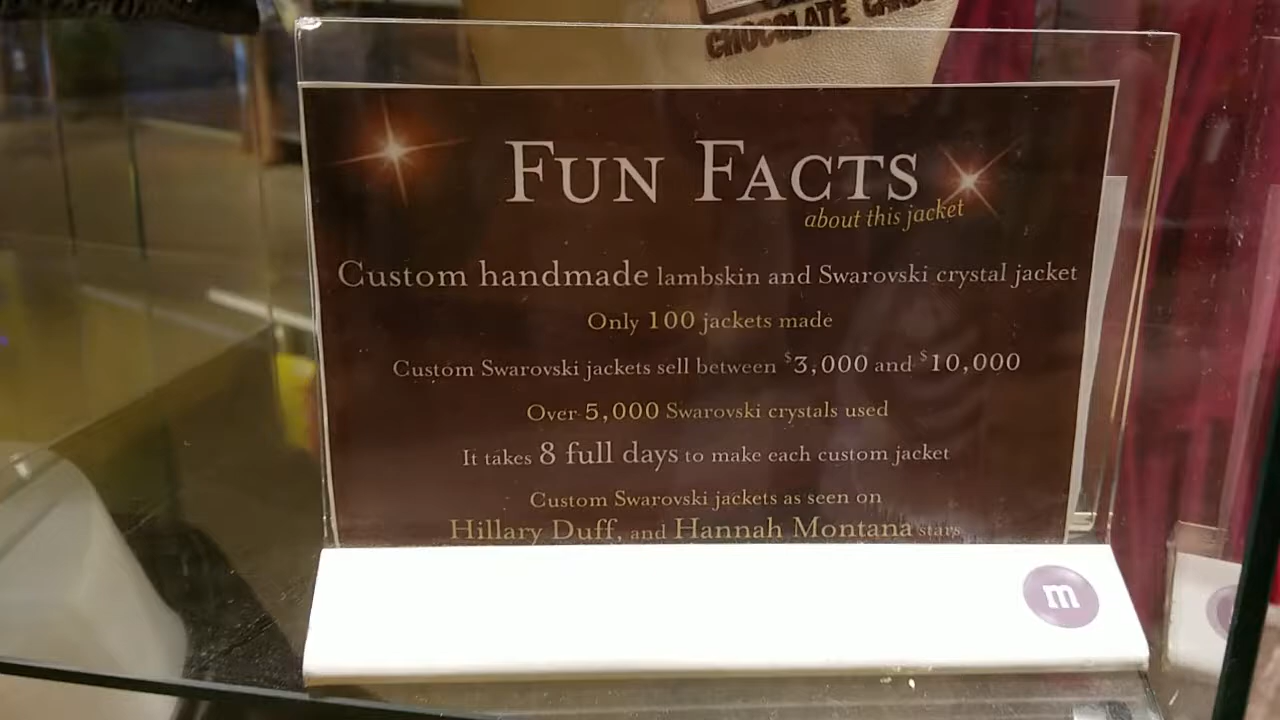 CHOCOLATE
FUN FACTS
about this jacket
Custom handmade lambskin and Swarovski crystal jacket
Only 100 jackets made
Custom Swarovski jackets sell between $3,000 and $10,000
Over 5,000 Swarovski crystals used
It takes 8 full days to make each custom jacket
Custom Swarovski jackets as seen on
Hillary Duff, and Hannah Montana stars
m